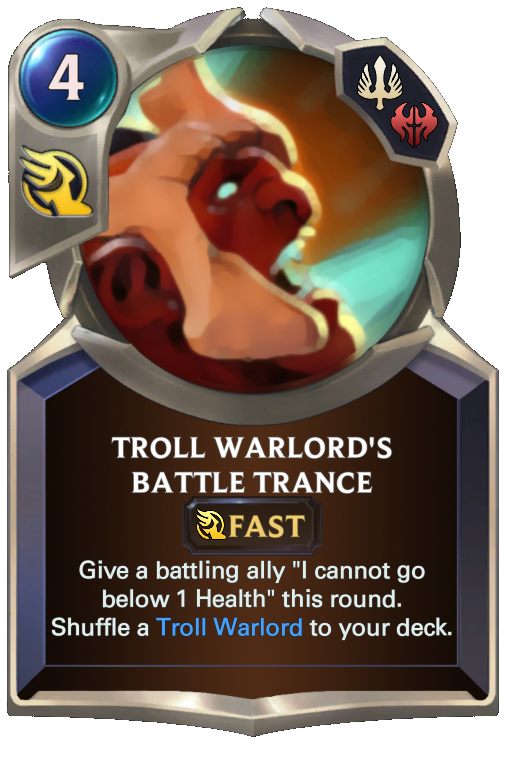 4
TROLL WARLORD'S
BATTLE TRANCE
FAST
Give a battling ally "I cannot go
below 1 Health" this round.
Shuffle a Troll Warlord to your deck.